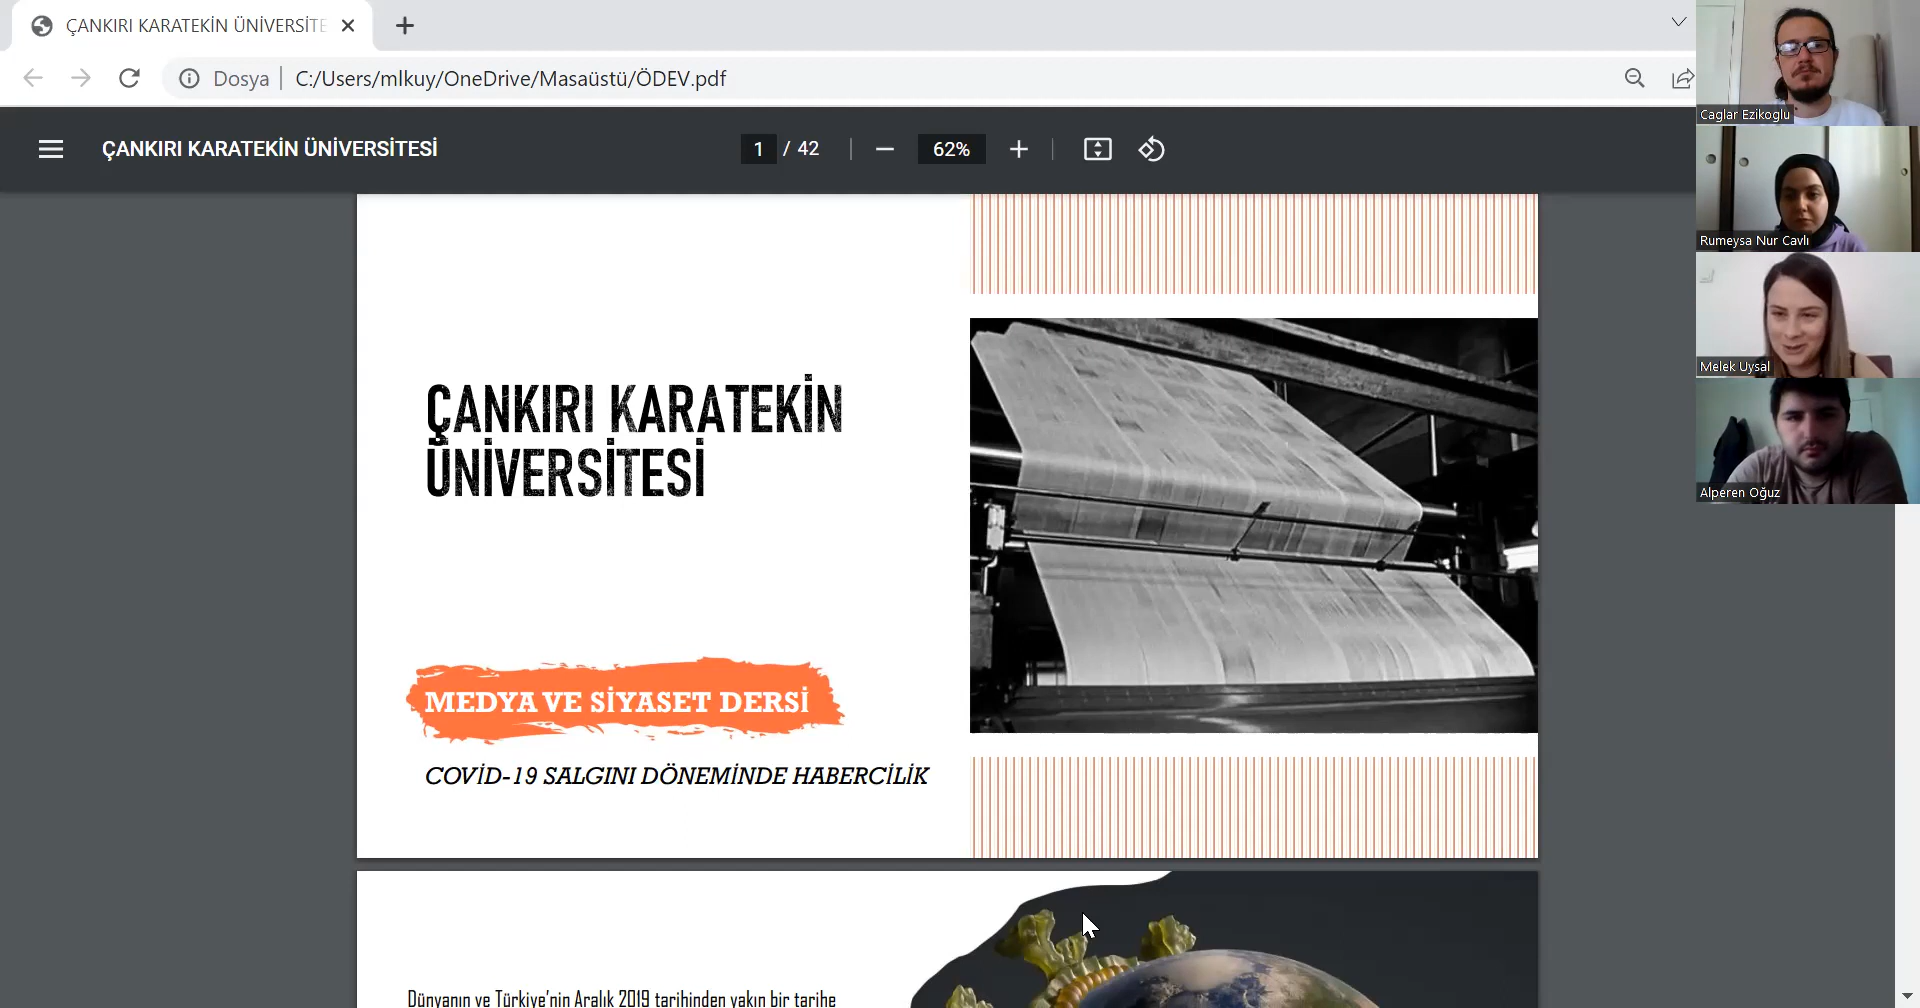 ÇANKIRI KARATEKİN ÜNİVERSİTE
Dosya
C:/Users/mlkuy/OneDrive/Masaüstü/ÖDEV.pdf
ÇANKIRI KARATEKİN ÜNİVERSİTESİ
1 / 42
62%
ÇANKIRI KARATEKİN
ÜNİVERSİTESİ
MEDYA VE SİYASET DERSİ
COVİD-19 SALGINI DÖNEMİNDE HABERCİLİK
Dünyanın ve Türkiye'nin Aralık 2019 tarihinden yakın bir tarihe
Caglar Ezikoglu
Rumeysa Nur Cavlı
Melek Uysal
Alperen Oğuz